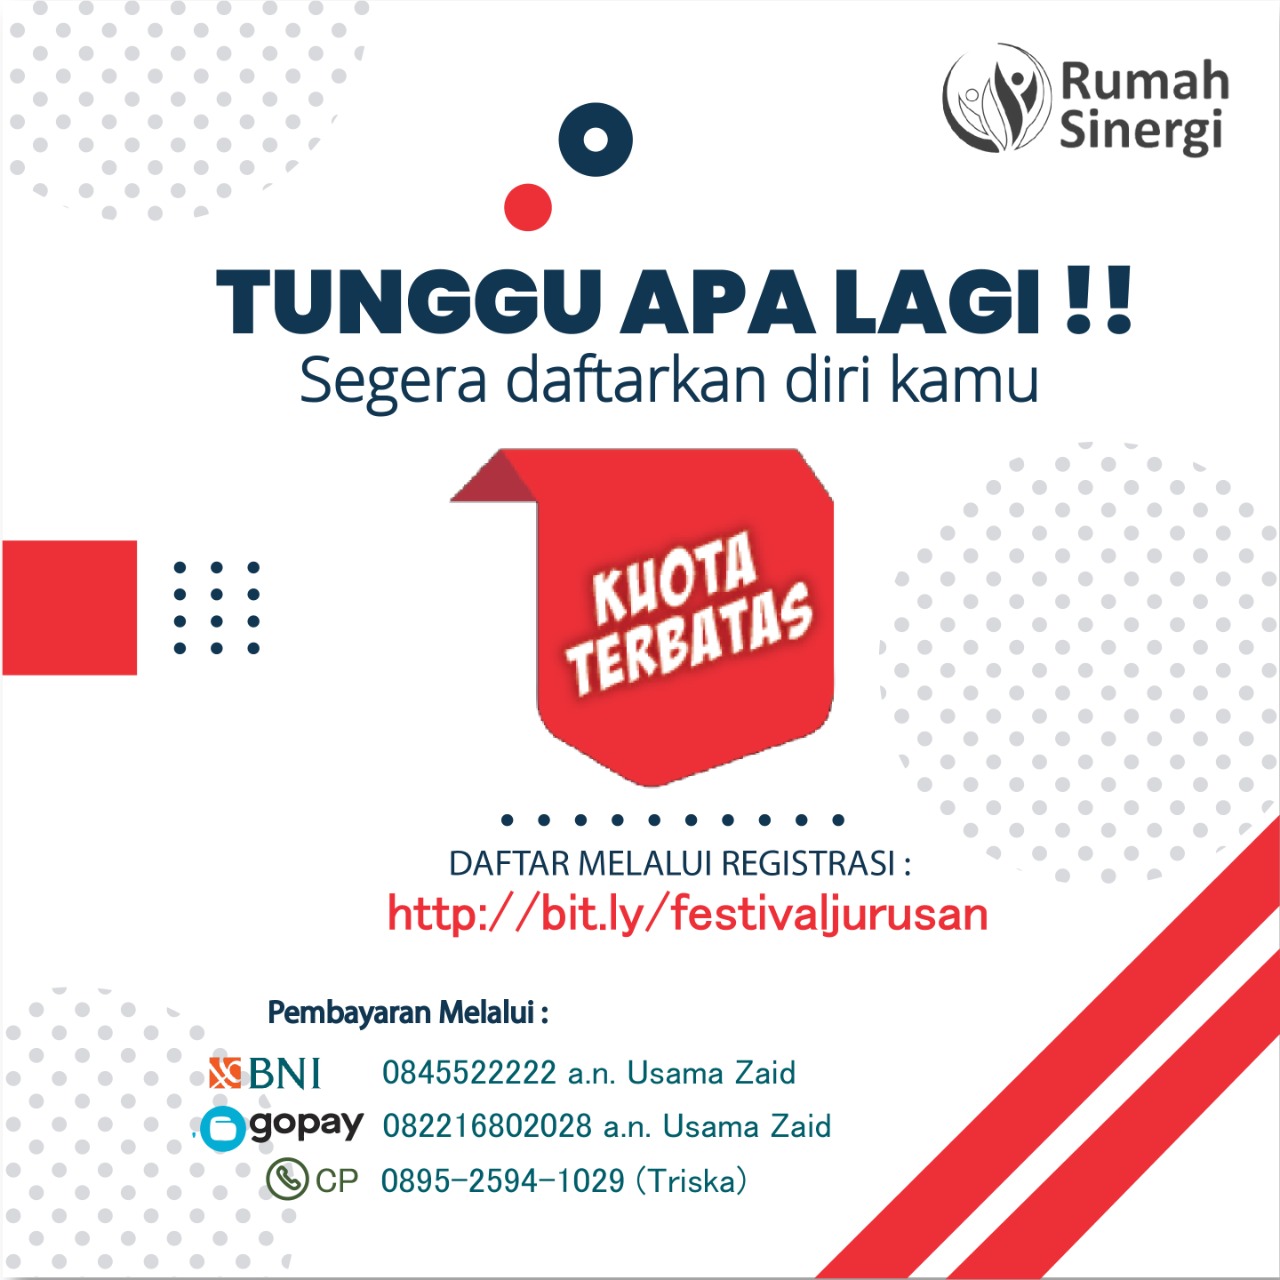 Rumah
Sinergi
TUNGGU APA LAGI !!
Segera daftarkan diri kamu
KUOTA
TERBATAS
DAFTAR MELALUI REGISTRASI :
http://bit.ly/festivaljurusan
Pembayaran Melalui :
BNI 0845522222 a.n. Usama Zaid
gopay 082216802028 a.n. Usama Zaid
CP 0895-2594-1029 (Triska)